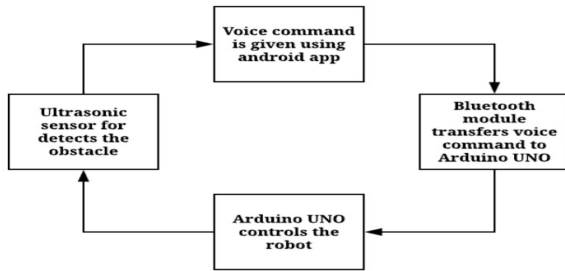 Voice command
is given using
android app
Ultrasonic
sensor for
detects the
obstacle
Bluetooth
module
transfers voice
command to
Arduino UNO
Arduino UNO
controls the
robot